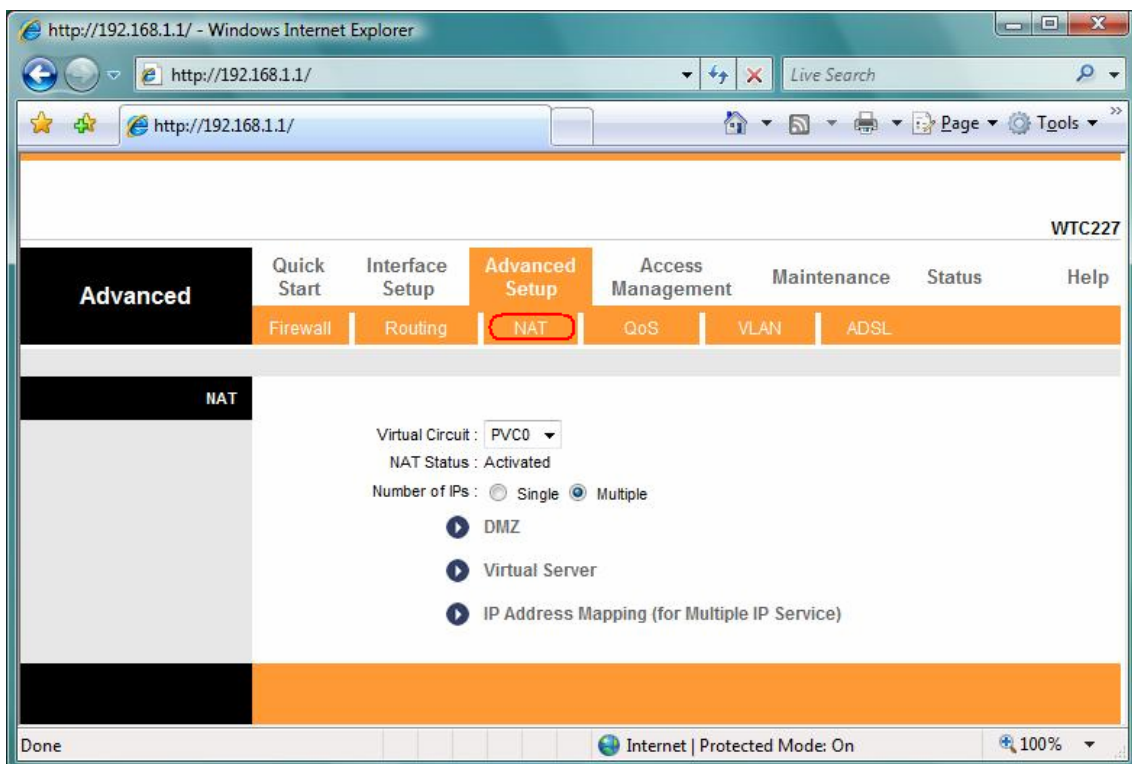 http://192.168.1.1/ - Windows Internet Explorer
http://192.168.1.1/
Live Search
http://192.168.1.1/
Page
Tools
WTC227
Advanced
Quick Start
Interface Setup
Advanced Setup
Access Management
Maintenance
Status
Help
Firewall
Routing
NAT
QoS
VLAN
ADSL
NAT
Virtual Circuit : PVC0
NAT Status : Activated
Number of IPs : Single Multiple
DMZ
Virtual Server
IP Address Mapping (for Multiple IP Service)
Done
Internet | Protected Mode: On
100%